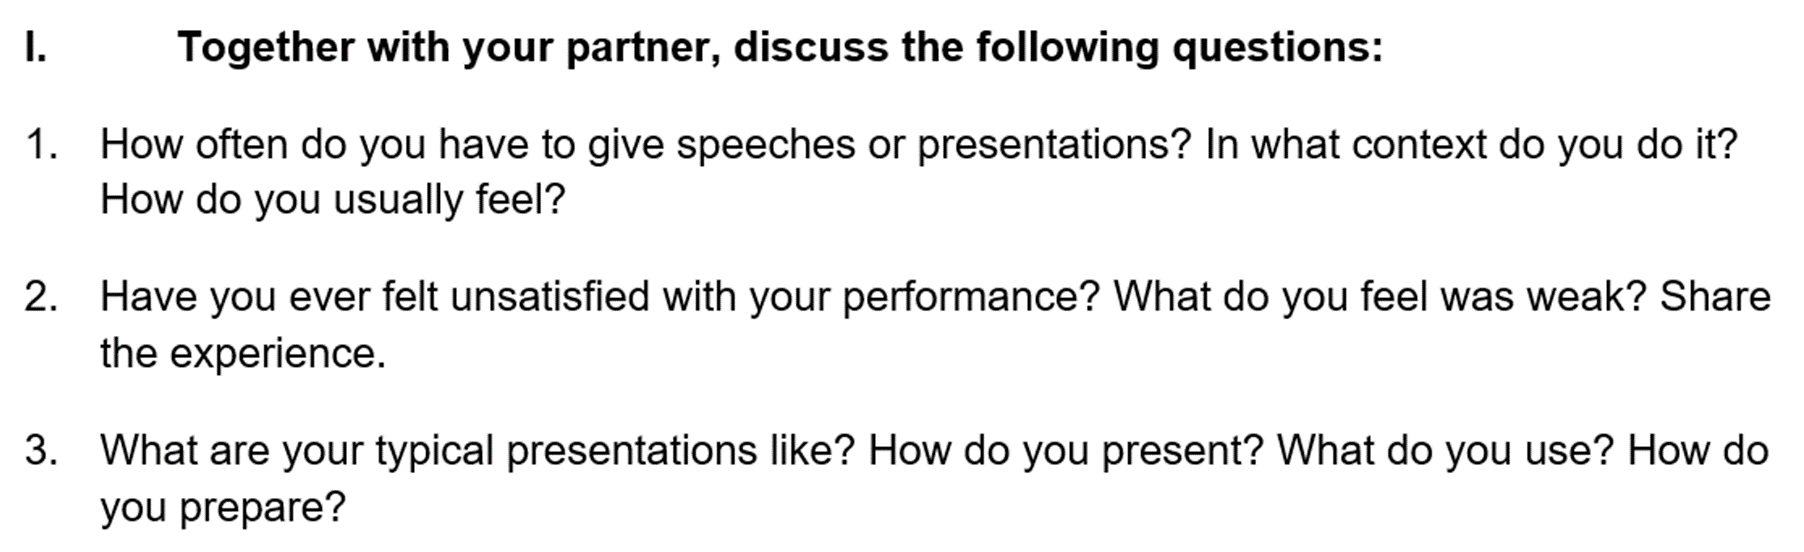 I. Together with your partner, discuss the following questions:
1. How often do you have to give speeches or presentations? In what context do you do it?
How do you usually feel?
2. Have you ever felt unsatisfied with your performance? What do you feel was weak? Share
the experience.
3. What are your typical presentations like? How do you present? What do you use? How do
you prepare?